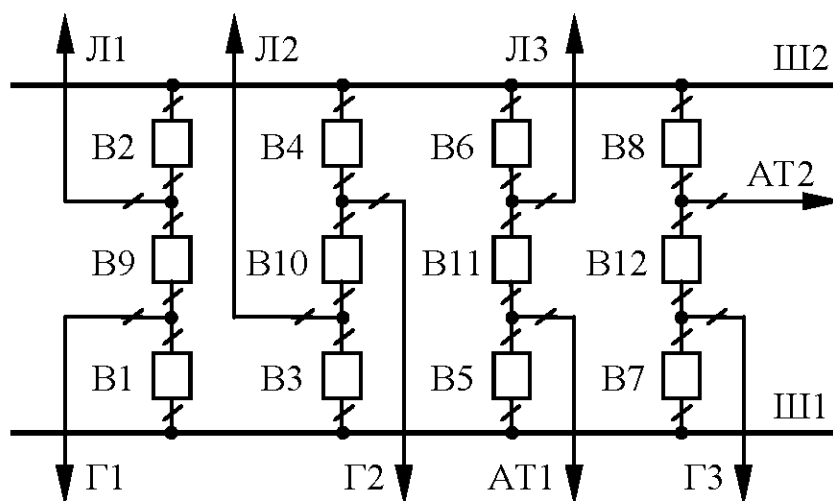 Л1 Л2 Л3 Ш2
В2 В4 В6 В8
АТ2
В9 В10 В11 В12
В1 В3 В5 В7
Ш1
Г1 Г2 АТ1 Г3